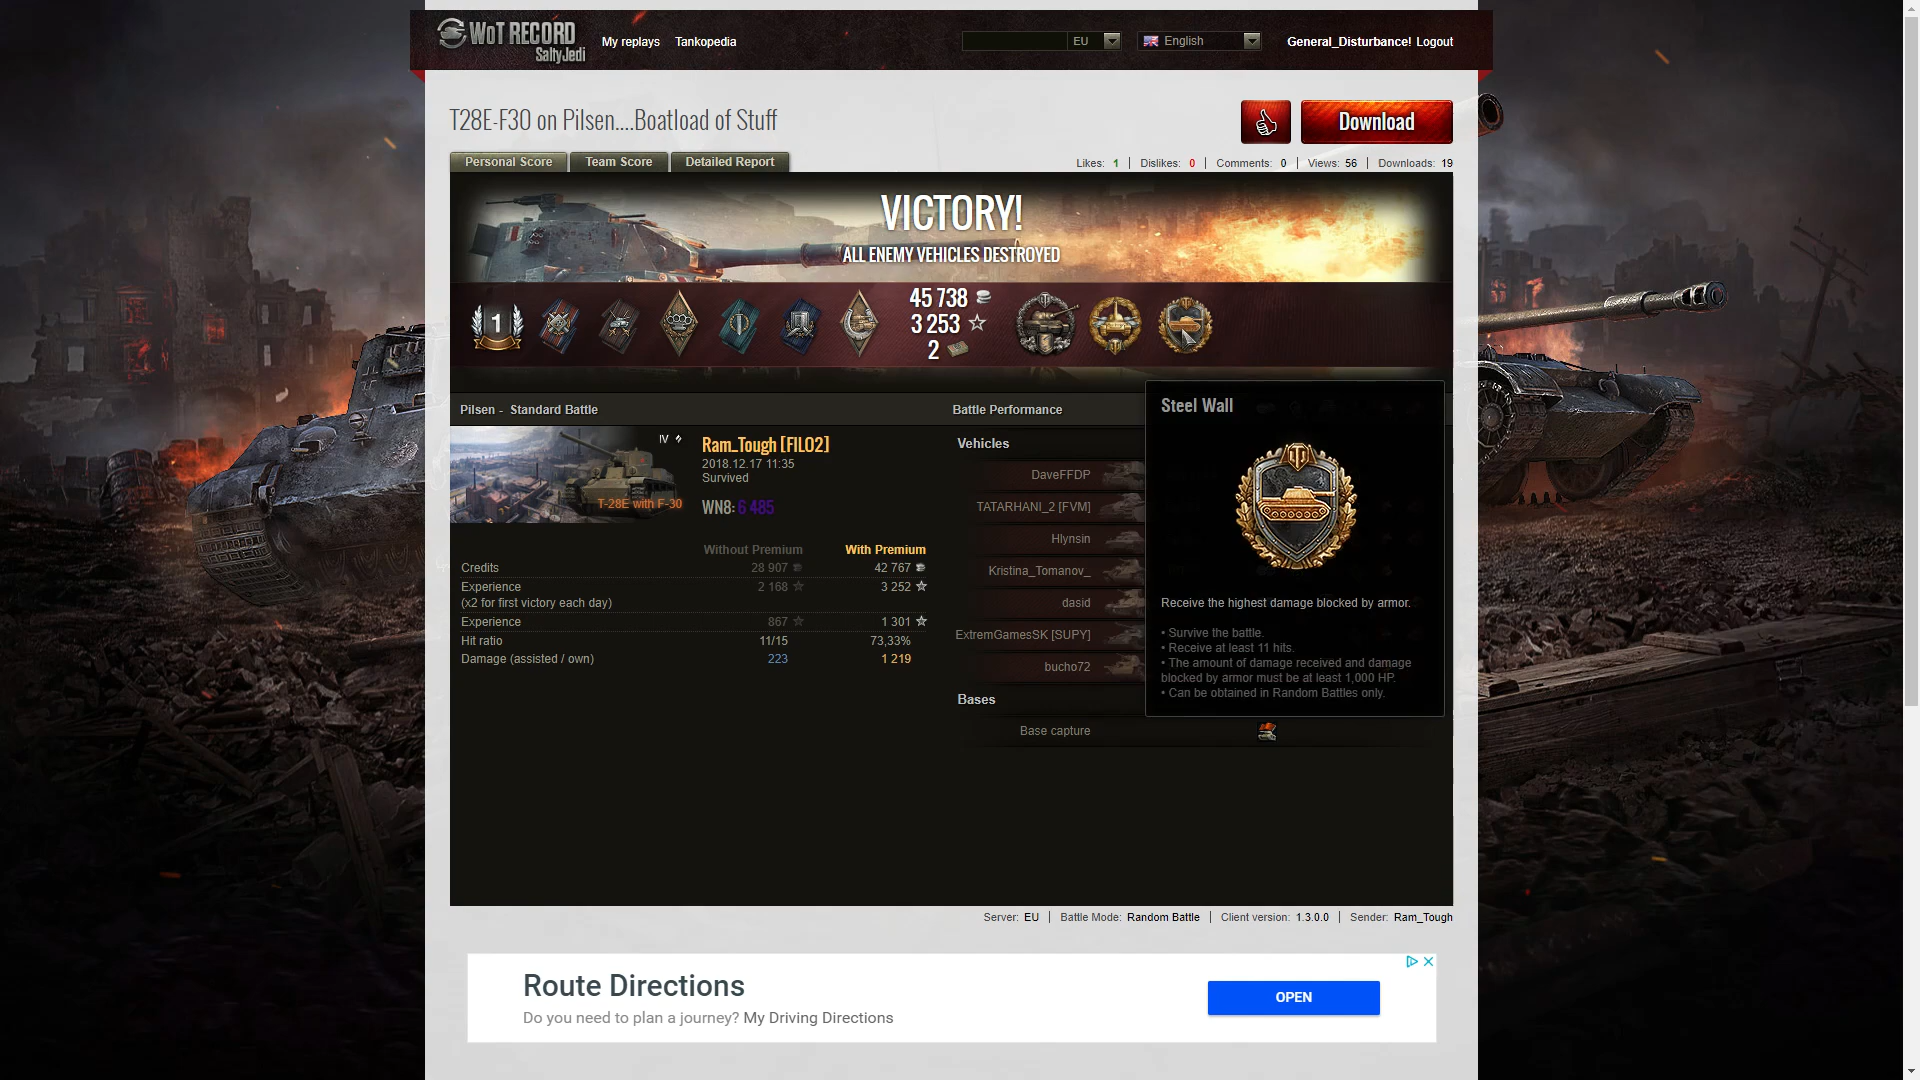 WoT RECORD
SaltyJedi
My replays Tankopedia EU English General_Disturbance! Logout
T28E-F30 on Pilsen....Boatload of Stuff
Download
Personal Score Team Score Detailed Report
Likes: 1 | Dislikes: 0 | Comments: 0 | Views: 56 | Downloads: 19
VICTORY!
ALL ENEMY VEHICLES DESTROYED
1
45 738
3 253
2
Pilsen - Standard Battle
Battle Performance
IV
T-28E with F-30
Ram_Tough [FILO2]
2018.12.17 11:35
Survived
WN8: 6 485
Without Premium With Premium
Credits 28 907 42 767
Experience 2 168 3 252
(x2 for first victory each day)
Experience 867 1 301
Hit ratio 11/15 73,33%
Damage (assisted / own) 223 1 219
Vehicles
DaveFFDP
TATARHANI_2 [FVM]
Hlynsin
Kristina_Tomanov_
dasid
ExtremGamesSK [SUPY]
bucho72
Bases
Base capture
Steel Wall
Receive the highest damage blocked by armor.
• Survive the battle.
• Receive at least 11 hits.
• The amount of damage received and damage
blocked by armor must be at least 1,000 HP.
• Can be obtained in Random Battles only.
Server: EU | Battle Mode: Random Battle | Client version: 1.3.0.0 | Sender: Ram_Tough
Route Directions
Do you need to plan a journey? My Driving Directions
OPEN